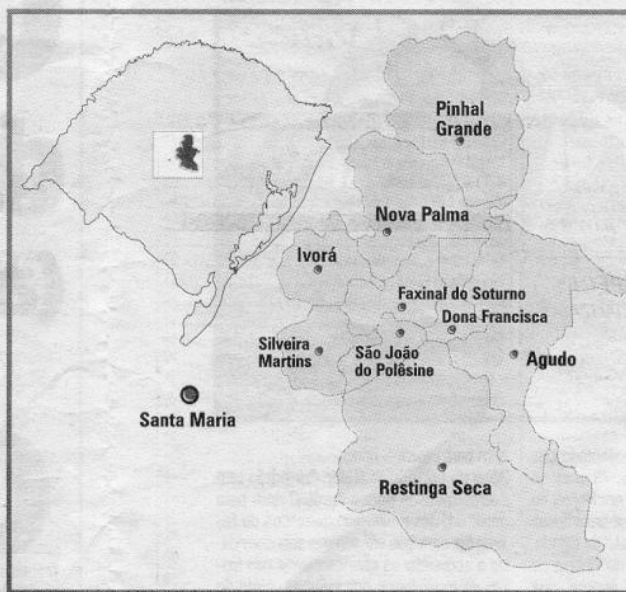 Pinhal
Grande
Nova Palma
Ivorá
Faxinal do Soturno
Dona Francisca
Silveira
Martins
São João
do Polêsine
Agudo
Santa Maria
Restinga Seca